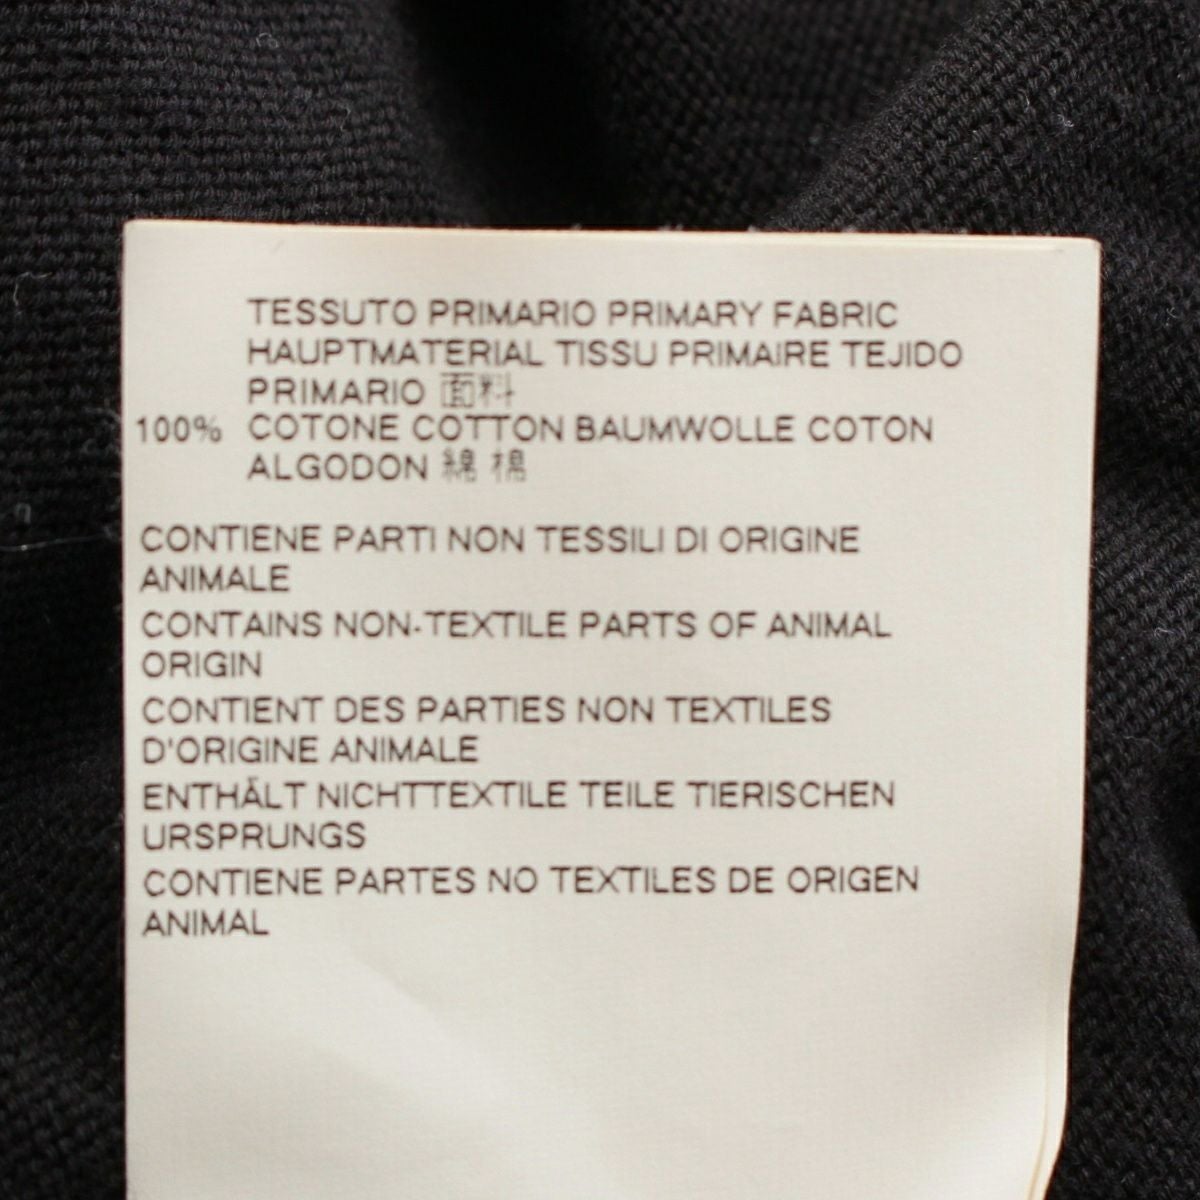 TESSUTO PRIMARIO PRIMARY FABRIC
HAUPTMATERIAL TISSU PRIMAIRE TEJIDO
PRIMARIO 面料
100% COTONE COTTON BAUMWOLLE COTON
ALGODON 綿 棉
CONTIENE PARTI NON TESSILI DI ORIGINE
ANIMALE
CONTAINS NON-TEXTILE PARTS OF ANIMAL
ORIGIN
CONTIENT DES PARTIES NON TEXTILES
D'ORIGINE ANIMALE
ENTHÄLT NICHTTEXTILE TEILE TIERISCHEN
URSPRUNGS
CONTIENE PARTES NO TEXTILES DE ORIGEN
ANIMAL